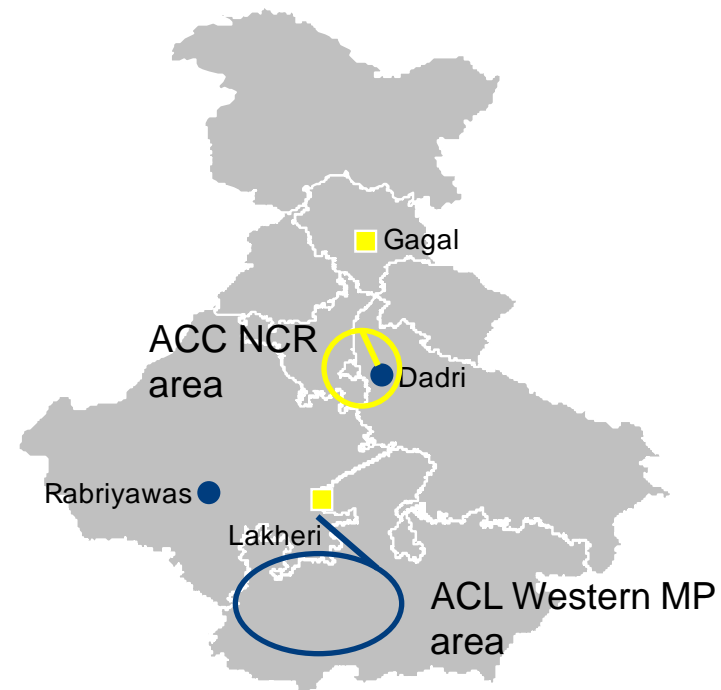 Gagal
ACC NCR
area
Dadri
Rabriyawas
Lakheri
ACL Western MP
area